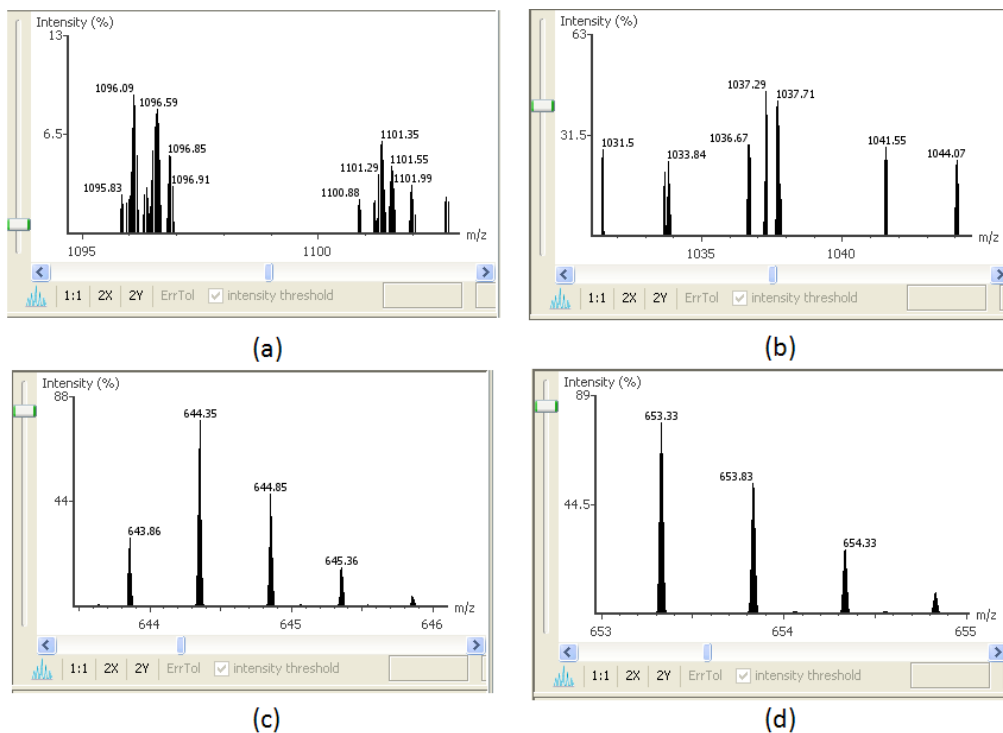 Intensity (%)
13
1096.09
1096.59
6.5
1101.35
1096.85
1101.29
1101.55
1095.83
1096.91
1100.88
1101.99
m/z
1095
1100
1:1 2X 2Y ErrTol intensity threshold
(a)
Intensity (%)
63
1037.29
1037.71
31.5
1036.67
1031.5
1033.84
1041.55
1044.07
m/z
1035
1040
1:1 2X 2Y ErrTol intensity threshold
(b)
Intensity (%)
88
644.35
644.85
44
643.86
645.36
m/z
644
645
646
1:1 2X 2Y ErrTol intensity threshold
(c)
Intensity (%)
89
653.33
653.83
44.5
654.33
m/z
653
654
655
1:1 2X 2Y ErrTol intensity threshold
(d)